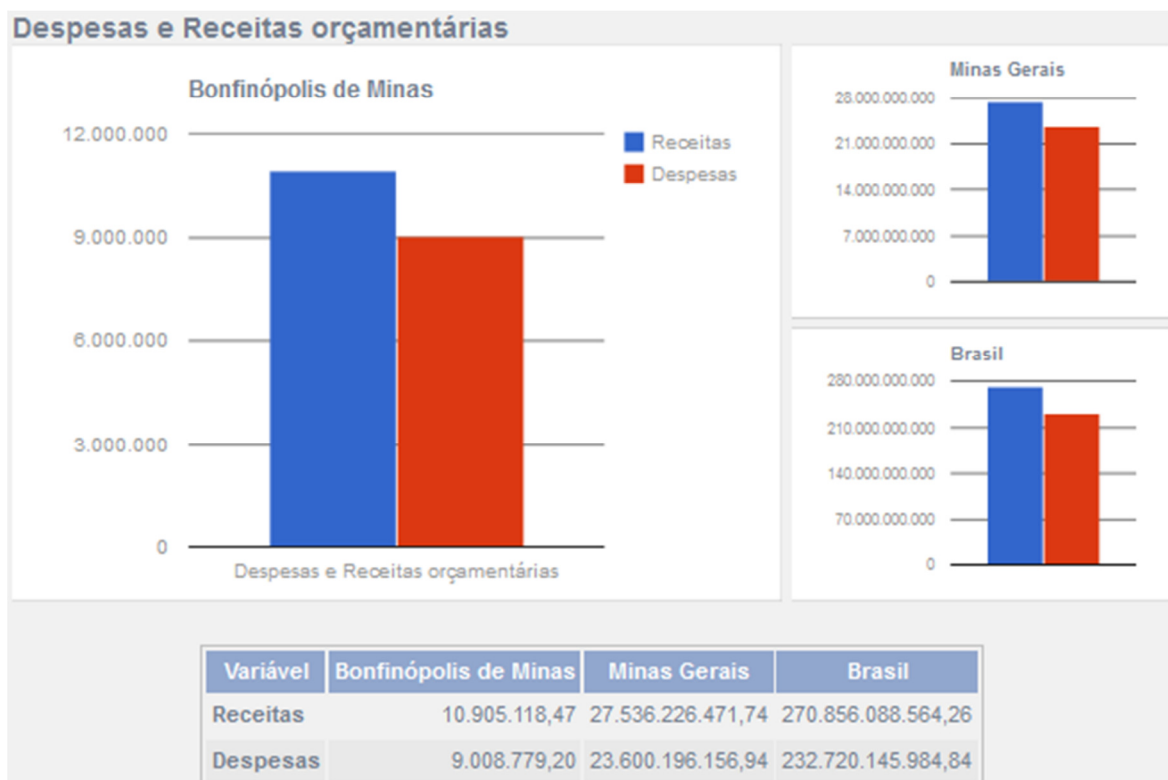 Despesas e Receitas orçamentárias
Bonfinópolis de Minas
12.000.000
9.000.000
6.000.000
3.000.000
0
Despesas e Receitas orçamentárias
Receitas
Despesas
Minas Gerais
28.000.000.000
21.000.000.000
14.000.000.000
7.000.000.000
0
Brasil
280.000.000.000
210.000.000.000
140.000.000.000
70.000.000.000
0
Variável Bonfinópolis de Minas Minas Gerais Brasil
Receitas 10.905.118,47 27.536.226.471,74 270.856.088.564,26
Despesas 9.008.779,20 23.600.196.156,94 232.720.145.984,84